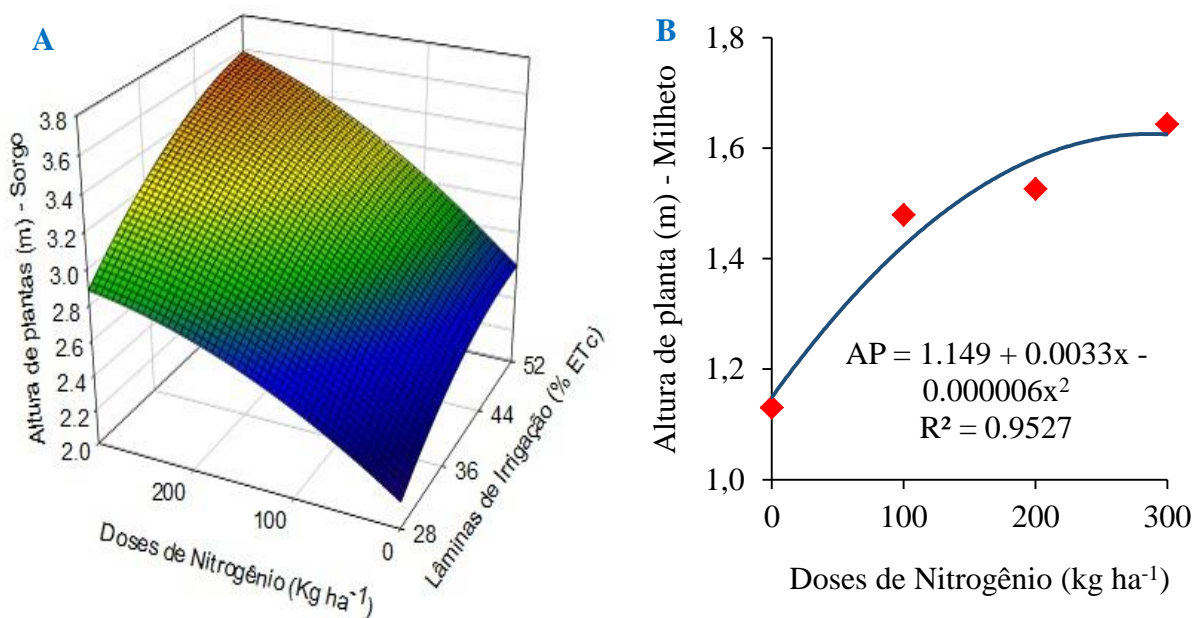 A
Altura de plantas (m) - Sorgo
3.8
3.6
3.4
3.2
3.0
2.8
2.6
2.4
2.2
2.0
200
100
0
Doses de Nitrogênio (Kg ha⁻¹)
28
36
44
52
Lâminas de Irrigação (% ETc)
B
Altura de planta (m) - Milheto
1,8
1,6
1,4
1,2
1,0
AP = 1.149 + 0.0033x -
0.000006x²
R² = 0.9527
0 100 200 300
Doses de Nitrogênio (kg ha⁻¹)